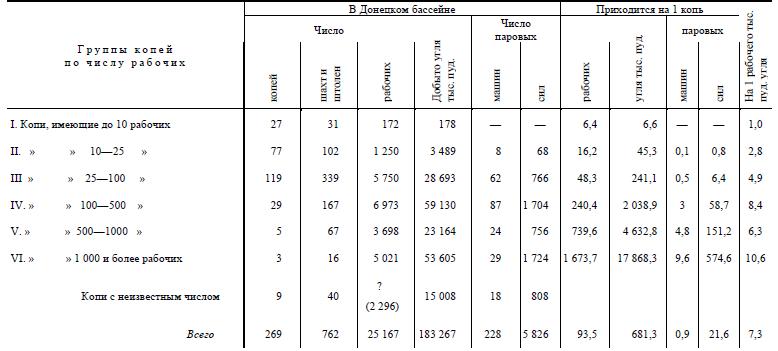 В Донецком бассейне Приходится на 1 копь
Группы копей по числу рабочих Число Число паровых паровых На 1 рабочего тыс. пуд. угля
копей шахт и штолен рабочих Добыто угля тыс. пуд. машин сил рабочих угля тыс. пуд. машин сил
I. Копи, имеющие до 10 рабочих 27 31 172 178 — — 6,4 6,6 — — 1,0
II. » » 10—25 » 77 102 1 250 3 489 8 68 16,2 45,3 0,1 0,8 2,8
III » » 25—100 » 119 339 5 750 28 693 62 766 48,3 241,1 0,5 6,4 4,9
IV. » » 100—500 » 29 167 6 973 59 130 87 1 704 240,4 2 038,9 3 58,7 8,4
V. » » 500—1000 » 5 67 3 698 23 164 24 756 739,6 4 632,8 4,8 151,2 6,3
VI. » » 1 000 и более рабочих 3 16 5 021 53 605 29 1 724 1 673,7 17 868,3 9,6 574,6 10,6
Копи с неизвестным числом 9 40 ? (2 296) 15 008 18 808
Всего 269 762 25 167 183 267 228 5 826 93,5 681,3 0,9 21,6 7,3